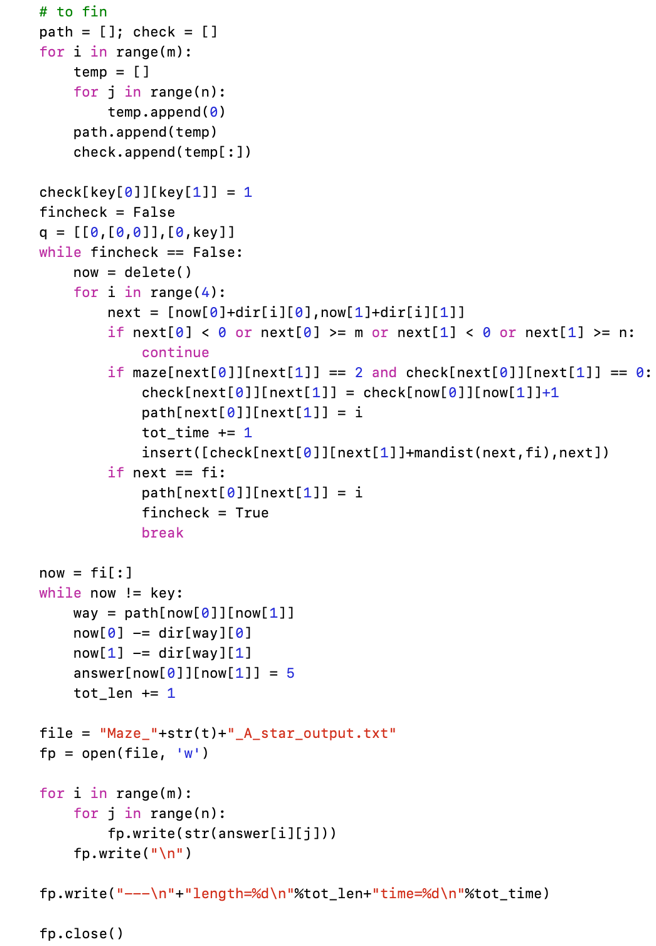 # to fin
path = []; check = []
for i in range(m):
    temp = []
    for j in range(n):
        temp.append(0)
    path.append(temp)
    check.append(temp[:])

check[key[0]][key[1]] = 1
fincheck = False
q = [[0,[0,0]],[0,key]]
while fincheck == False:
    now = delete()
    for i in range(4):
        next = [now[0]+dir[i][0],now[1]+dir[i][1]]
        if next[0] < 0 or next[0] >= m or next[1] < 0 or next[1] >= n:
            continue
        if maze[next[0]][next[1]] == 2 and check[next[0]][next[1]] == 0:
            check[next[0]][next[1]] = check[now[0]][now[1]]+1
            path[next[0]][next[1]] = i
            tot_time += 1
            insert([check[next[0]][next[1]]+mandist(next,fi),next])
        if next == fi:
            path[next[0]][next[1]] = i
            fincheck = True
            break

now = fi[:]
while now != key:
    way = path[now[0]][now[1]]
    now[0] -= dir[way][0]
    now[1] -= dir[way][1]
    answer[now[0]][now[1]] = 5
    tot_len += 1

file = "Maze_"+str(t)+"_A_star_output.txt"
fp = open(file, 'w')

for i in range(m):
    for j in range(n):
        fp.write(str(answer[i][j]))
    fp.write("\n")

fp.write("---\n"+"length=%d\n"%tot_len+"time=%d\n"%tot_time)

fp.close()